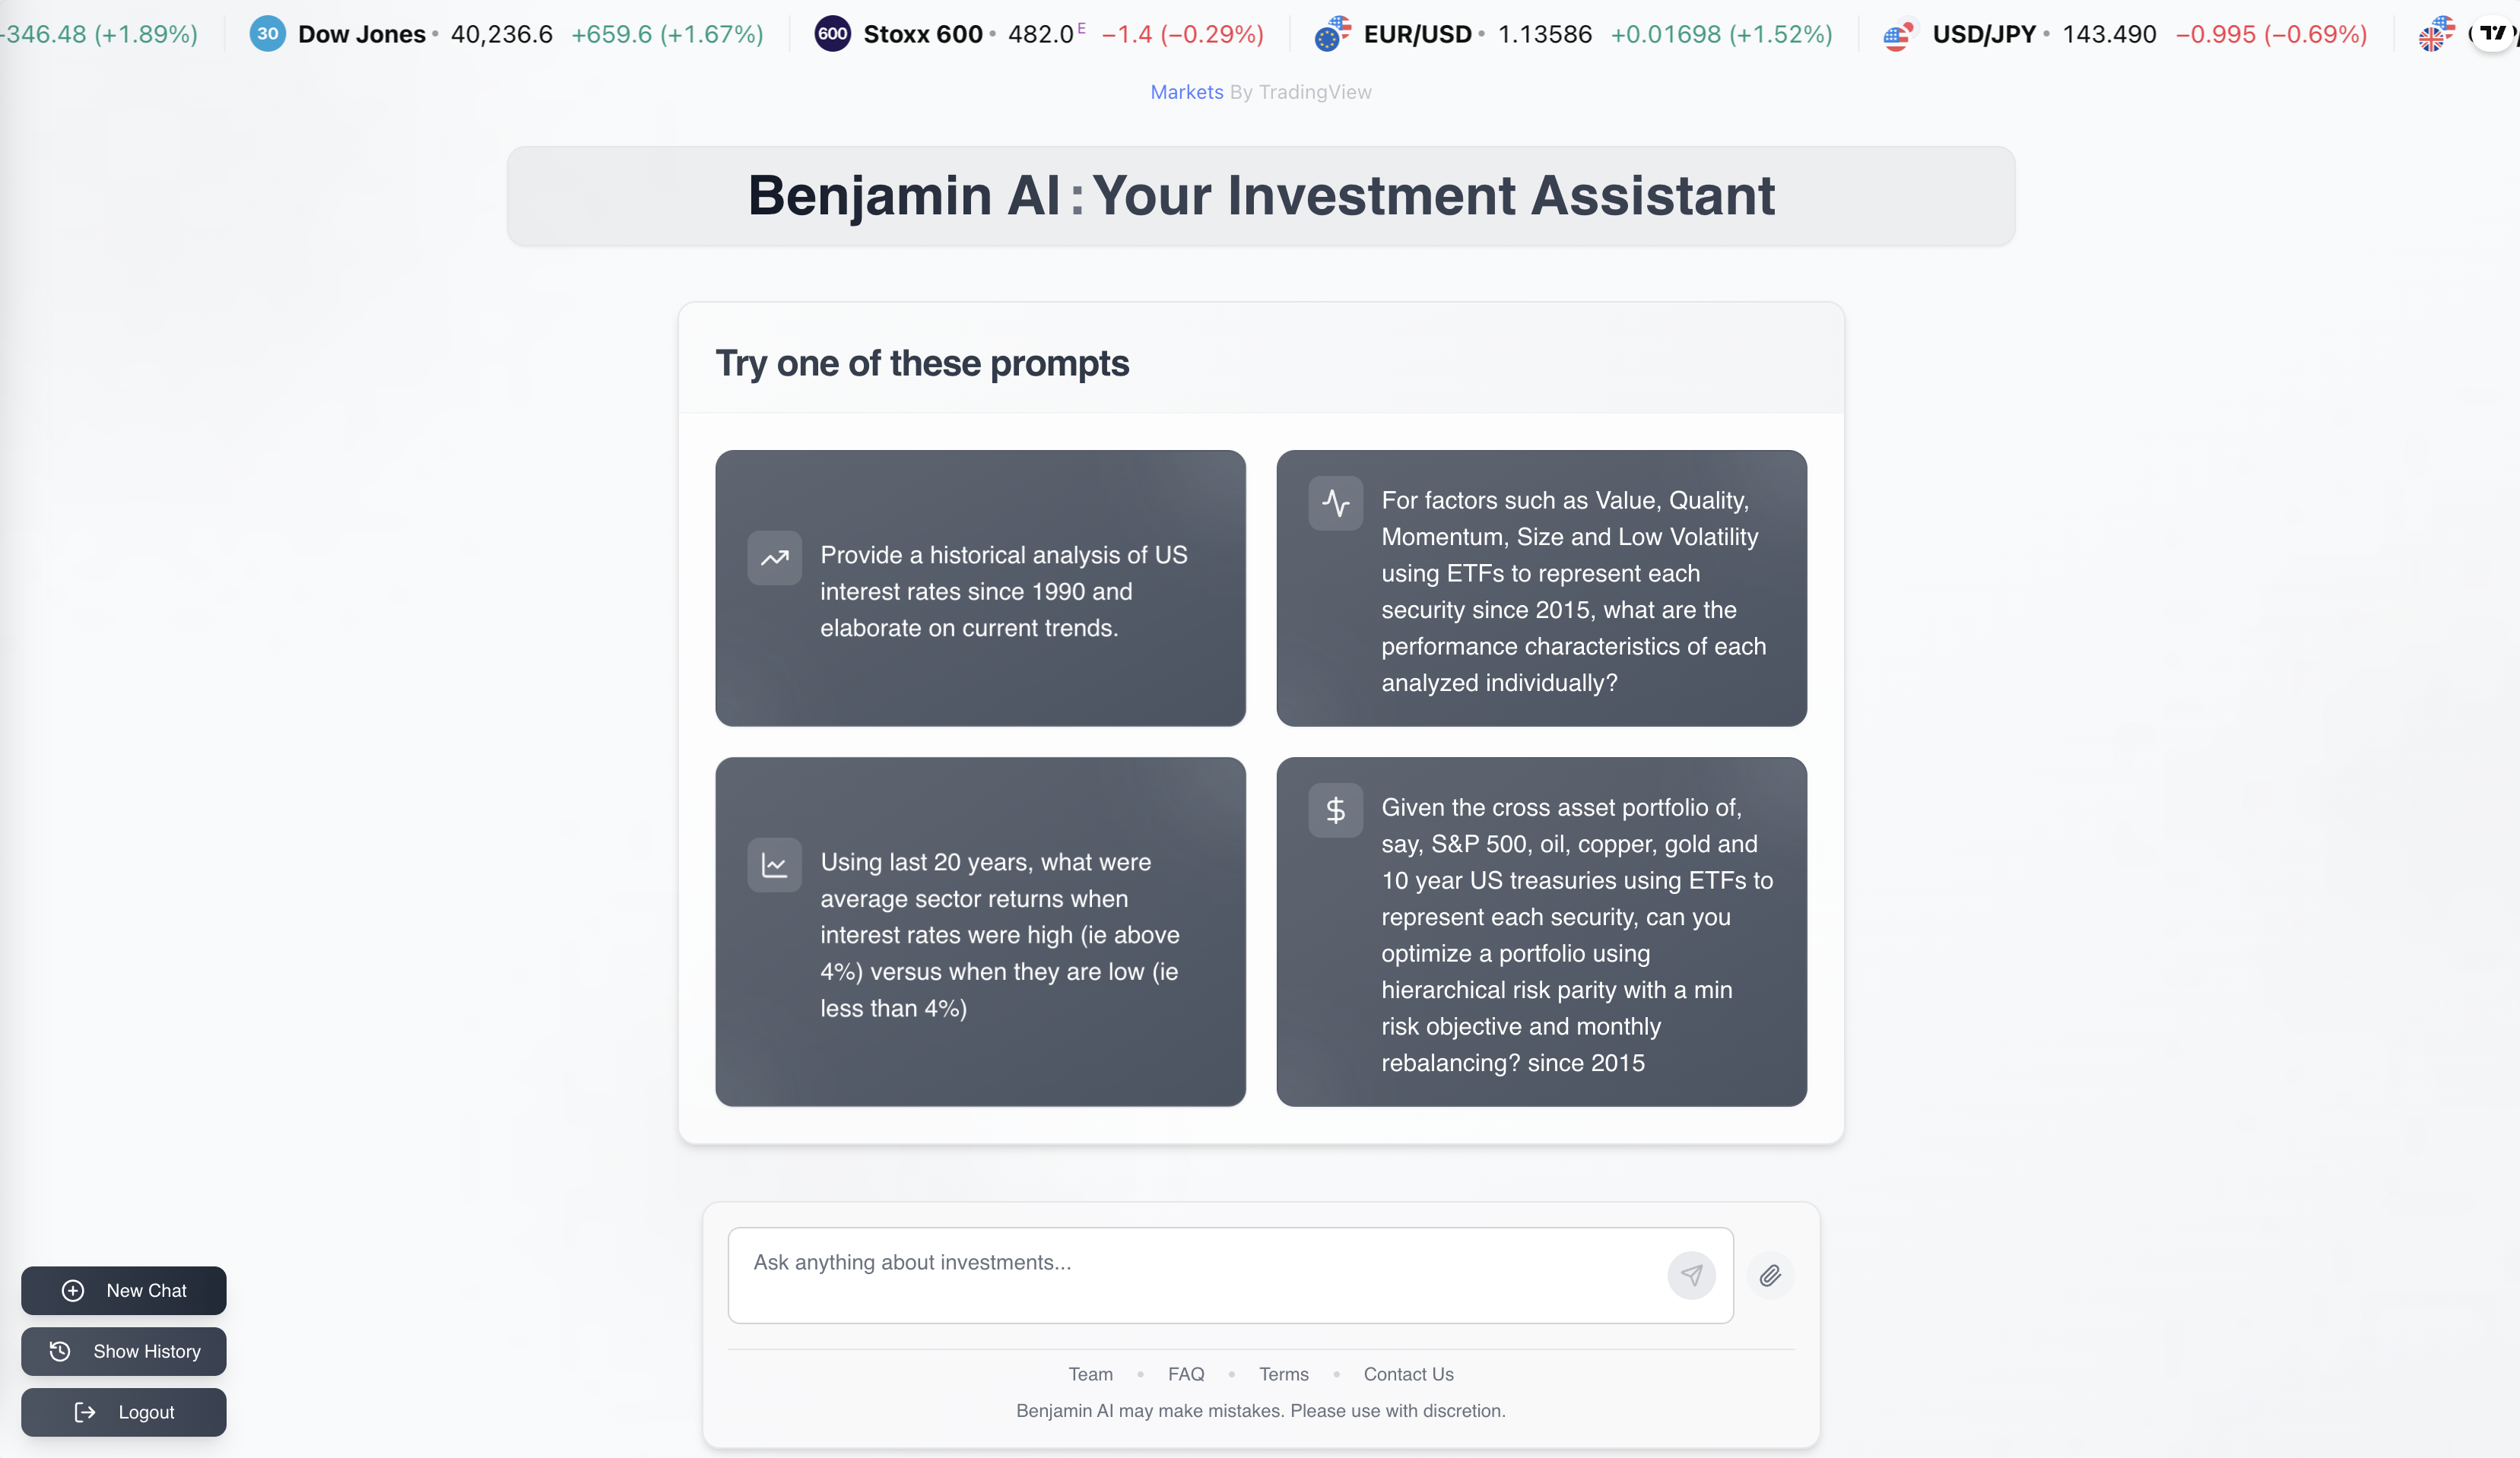 -346.48 (+1.89%) 30 Dow Jones • 40,236.6 +659.6 (+1.67%) 600 Stoxx 600 • 482.0 E −1.4 (−0.29%) EUR/USD • 1.13586 +0.01698 (+1.52%) USD/JPY • 143.490 −0.995 (−0.69%)
Markets By TradingView
Benjamin AI : Your Investment Assistant
Try one of these prompts
Provide a historical analysis of US
interest rates since 1990 and
elaborate on current trends.
For factors such as Value, Quality,
Momentum, Size and Low Volatility
using ETFs to represent each
security since 2015, what are the
performance characteristics of each
analyzed individually?
Using last 20 years, what were
average sector returns when
interest rates were high (ie above
4%) versus when they are low (ie
less than 4%)
Given the cross asset portfolio of,
say, S&P 500, oil, copper, gold and
10 year US treasuries using ETFs to
represent each security, can you
optimize a portfolio using
hierarchical risk parity with a min
risk objective and monthly
rebalancing? since 2015
Ask anything about investments...
New Chat
Show History
Logout
Team • FAQ • Terms • Contact Us
Benjamin AI may make mistakes. Please use with discretion.